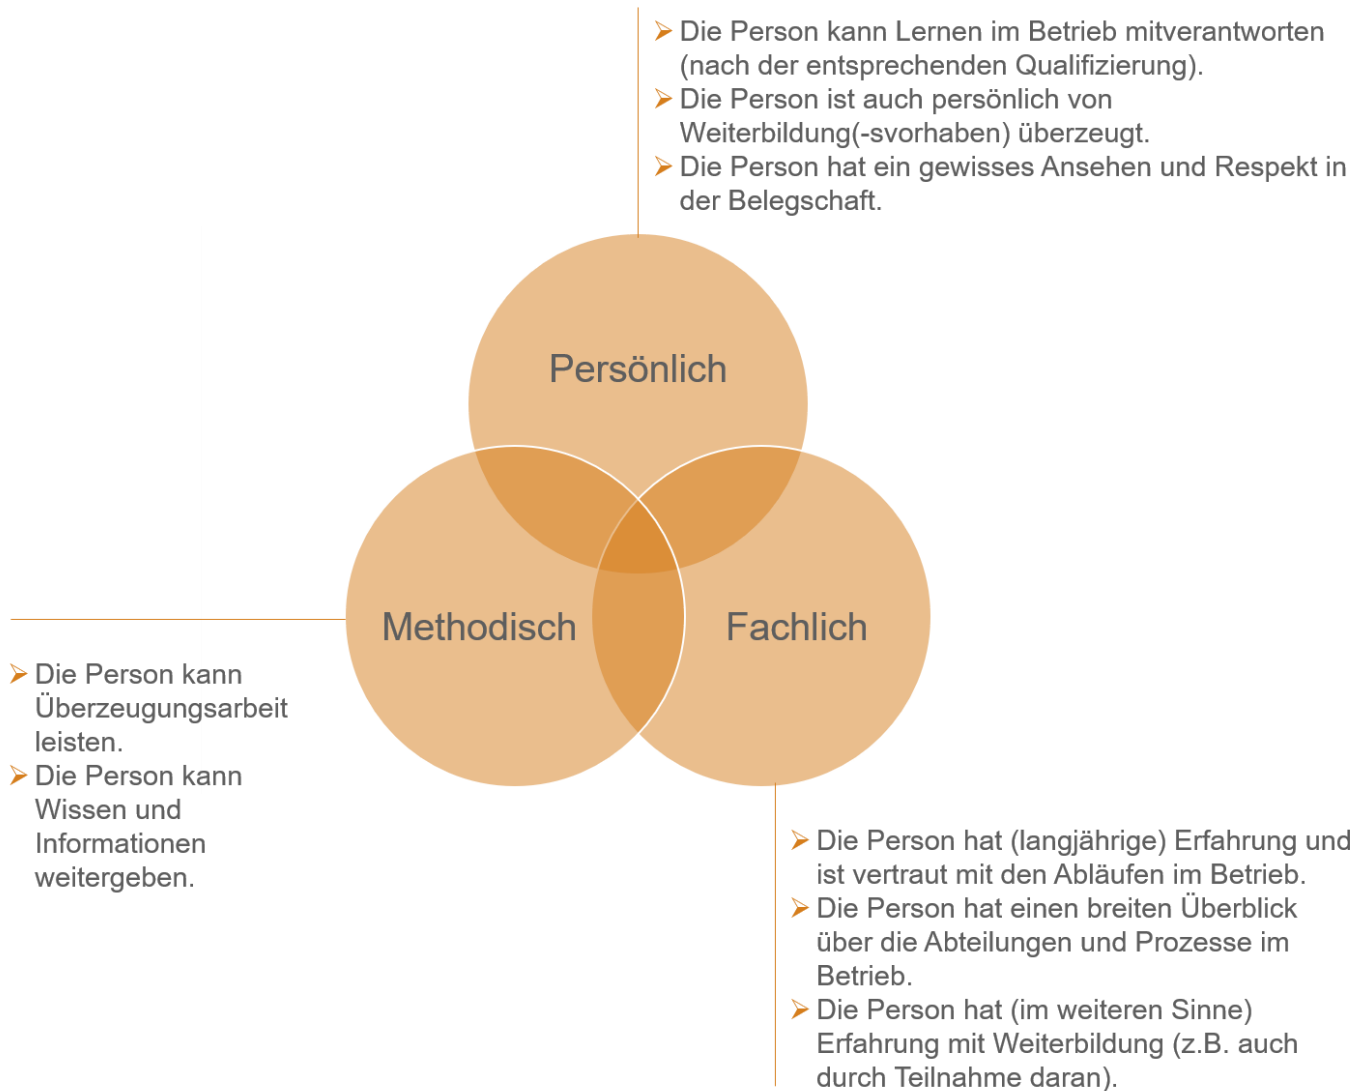 Die Person kann Lernen im Betrieb mitverantworten
(nach der entsprechenden Qualifizierung).
Die Person ist auch persönlich von
Weiterbildung(-svorhaben) überzeugt.
Die Person hat ein gewisses Ansehen und Respekt in
der Belegschaft.
Persönlich
Methodisch
Fachlich
Die Person kann
Überzeugungsarbeit
leisten.
Die Person kann
Wissen und
Informationen
weitergeben.
Die Person hat (langjährige) Erfahrung und
ist vertraut mit den Abläufen im Betrieb.
Die Person hat einen breiten Überblick
über die Abteilungen und Prozesse im
Betrieb.
Die Person hat (im weiteren Sinne)
Erfahrung mit Weiterbildung (z.B. auch
durch Teilnahme daran).